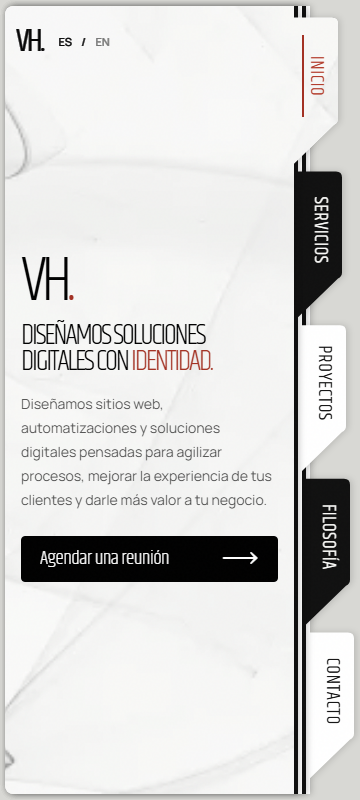 VH. ES / EN
INICIO
SERVICIOS
VH.
DISEÑAMOS SOLUCIONES
DIGITALES CON IDENTIDAD.
Diseñamos sitios web,
automatizaciones y soluciones
digitales pensadas para agilizar
procesos, mejorar la experiencia de tus
clientes y darle más valor a tu negocio.
Agendar una reunión
PROYECTOS
FILOSOFÍA
CONTACTO